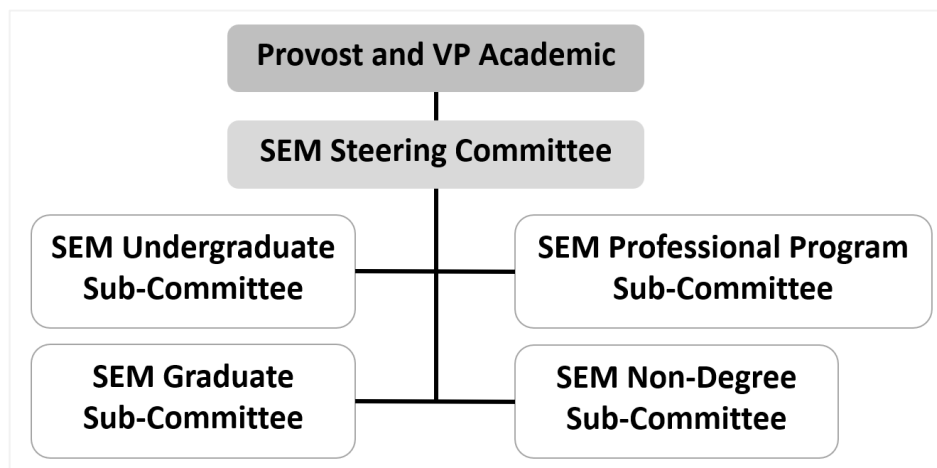 Provost and VP Academic
SEM Steering Committee
SEM Undergraduate
Sub-Committee
SEM Professional Program
Sub-Committee
SEM Graduate
Sub-Committee
SEM Non-Degree
Sub-Committee